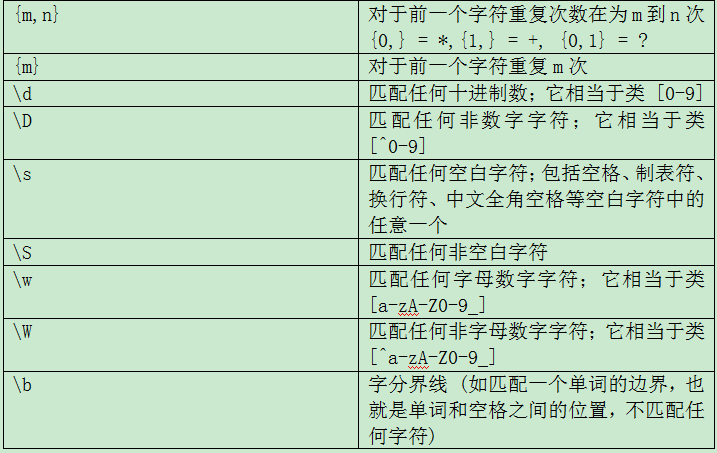 {m,n} 对于前一个字符重复次数在为m到n次
{0,} = *,{1,} = +, {0,1} = ?
{m} 对于前一个字符重复m次
\d 匹配任何十进制数；它相当于类 [0-9]
\D 匹配任何非数字字符；它相当于类
[^0-9]
\s 匹配任何空白字符；包括空格、制表符、
换行符、中文全角空格等空白字符中的
任意一个
\S 匹配任何非空白字符
\w 匹配任何字母数字字符；它相当于类
[a-zA-Z0-9_]
\W 匹配任何非字母数字字符；它相当于类
[^a-zA-Z0-9_]
\b 字分界线 (如匹配一个单词的边界，也
就是单词和空格之间的位置，不匹配任
何字符)